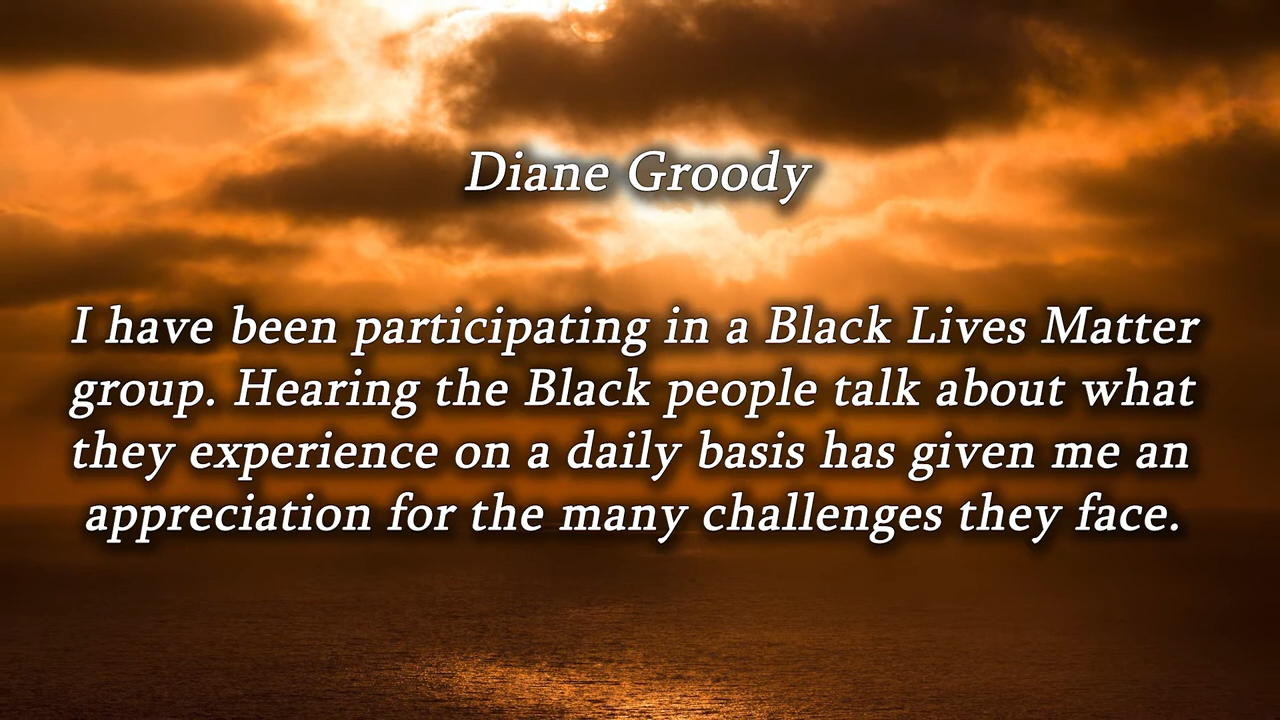 Diane Groody
I have been participating in a Black Lives Matter
group. Hearing the Black people talk about what
they experience on a daily basis has given me an
appreciation for the many challenges they face.